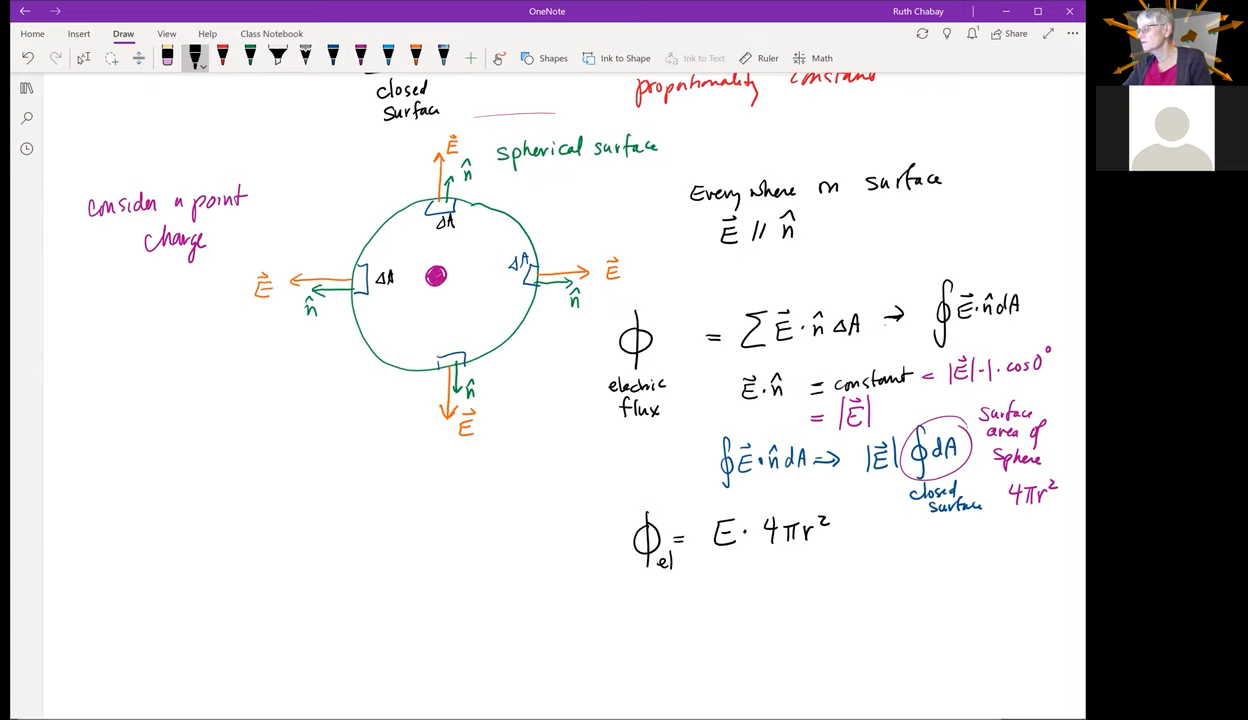 OneNote
Ruth Chabay
Home Insert Draw View Help Class Notebook
Share
Shapes Ink to Shape Ink to Text Ruler Math
closed
surface
proportionality constant
spherical surface
consider a point
charge
E⃗
n̂
ΔA
E⃗
n̂
ΔA
ΔA
E⃗
n̂
n̂
E⃗
Everywhere on surface
E⃗ // n̂
ϕ = ∑ E⃗ · n̂ ΔA → ∮ E⃗ · n̂ dA
electric
flux
E⃗ · n̂ = constant = |E⃗| · 1 · cos 0°
= |E⃗|
∮ E⃗ · n̂ dA ⇒ |E⃗| ∮ dA
closed
surface
surface
area of
sphere
4πr²
ϕel = E · 4πr²